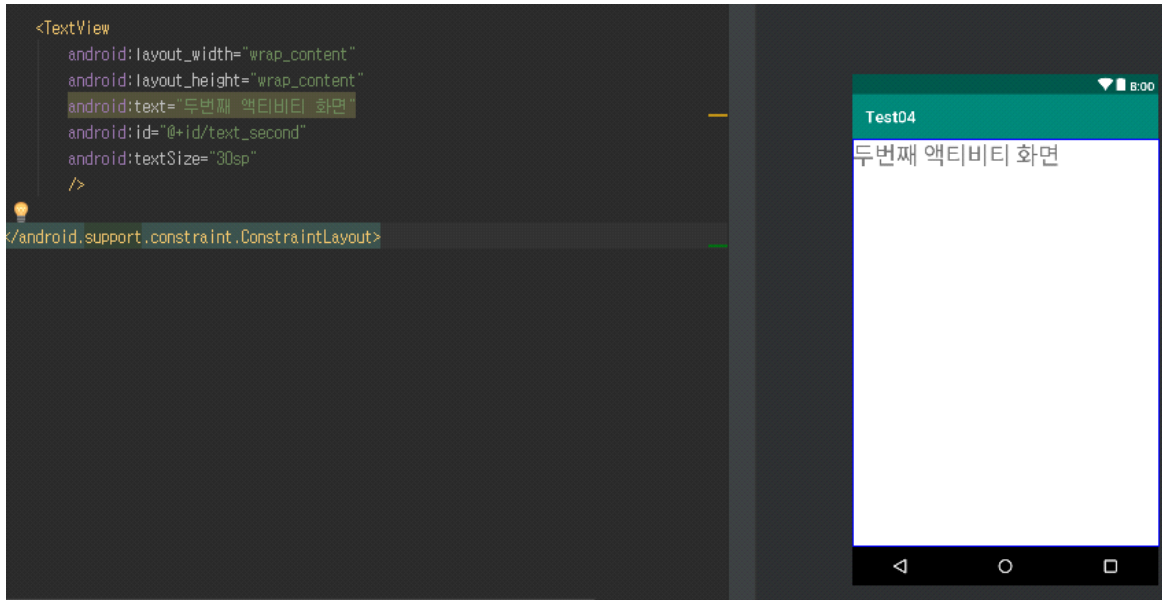 <TextView
android:layout_width="wrap_content"
android:layout_height="wrap_content"
android:text="두번째 액티비티 화면"
android:id="@+id/text_second"
android:textSize="30sp"
/>
</android.support.constraint.ConstraintLayout>
8:00
Test04
두번째 액티비티 화면